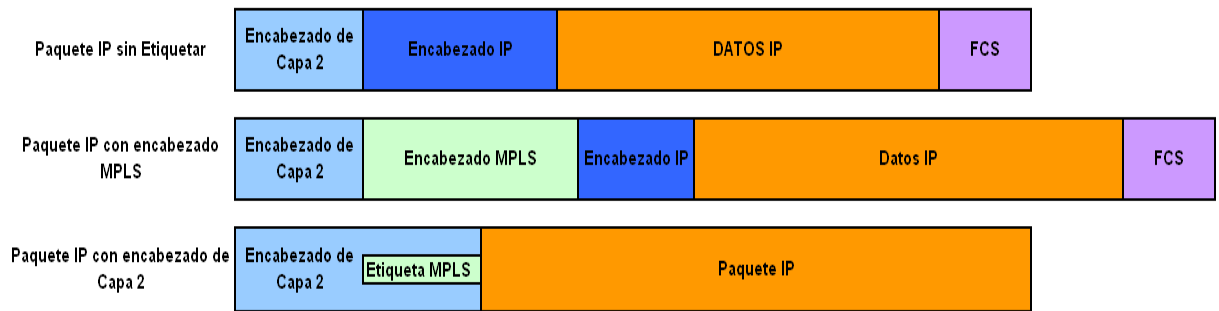 Paquete IP sin Etiquetar
Encabezado de
Capa 2
Encabezado IP
DATOS IP
FCS
Paquete IP con encabezado
MPLS
Encabezado de
Capa 2
Encabezado MPLS
Encabezado IP
Datos IP
FCS
Paquete IP con encabezado de
Capa 2
Encabezado de
Capa 2
Etiqueta MPLS
Paquete IP